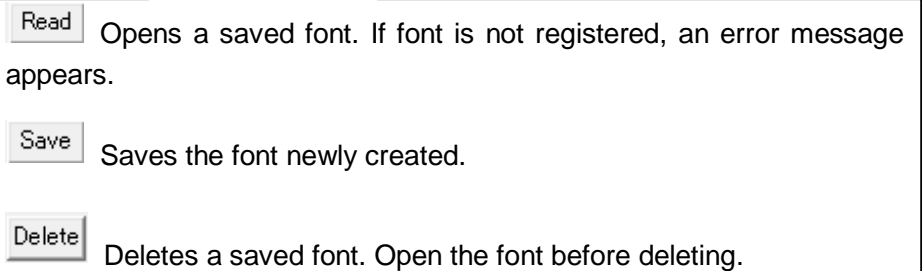 Read Opens a saved font. If font is not registered, an error message
appears.
Save Saves the font newly created.
Delete Deletes a saved font. Open the font before deleting.